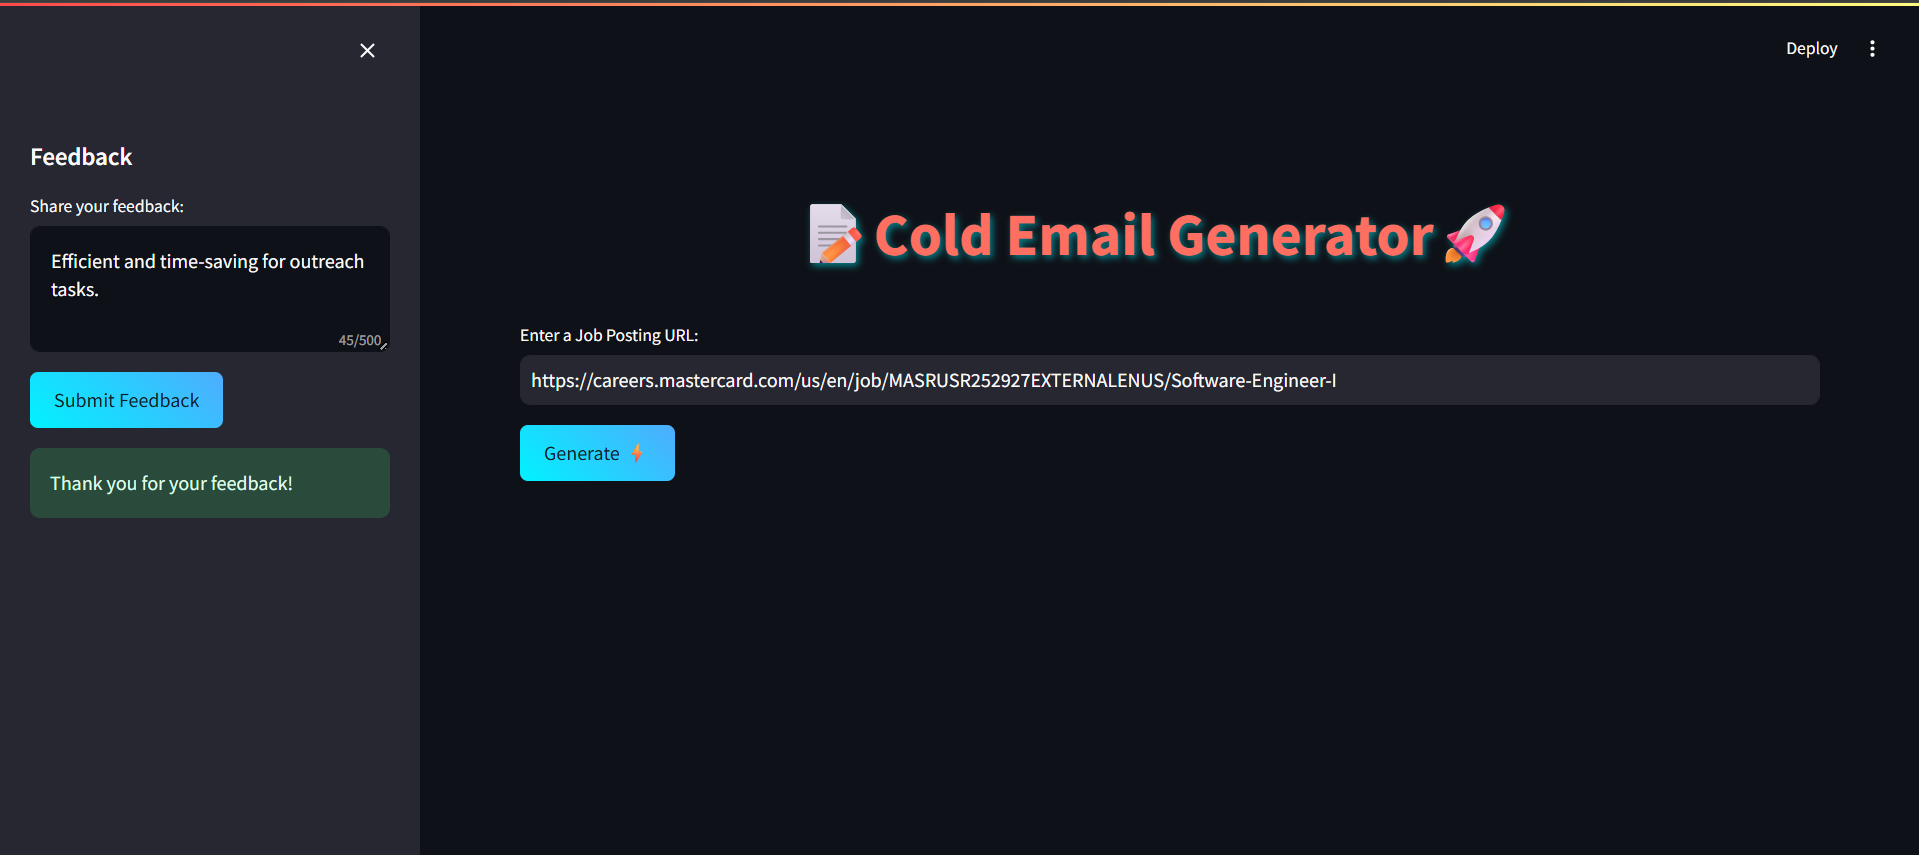 Deploy
Feedback
Share your feedback:
Efficient and time-saving for outreach
tasks.
45/500
Submit Feedback
Thank you for your feedback!
Cold Email Generator
Enter a Job Posting URL:
https://careers.mastercard.com/us/en/job/MASRUSR252927EXTERNALENUS/Software-Engineer-I
Generate